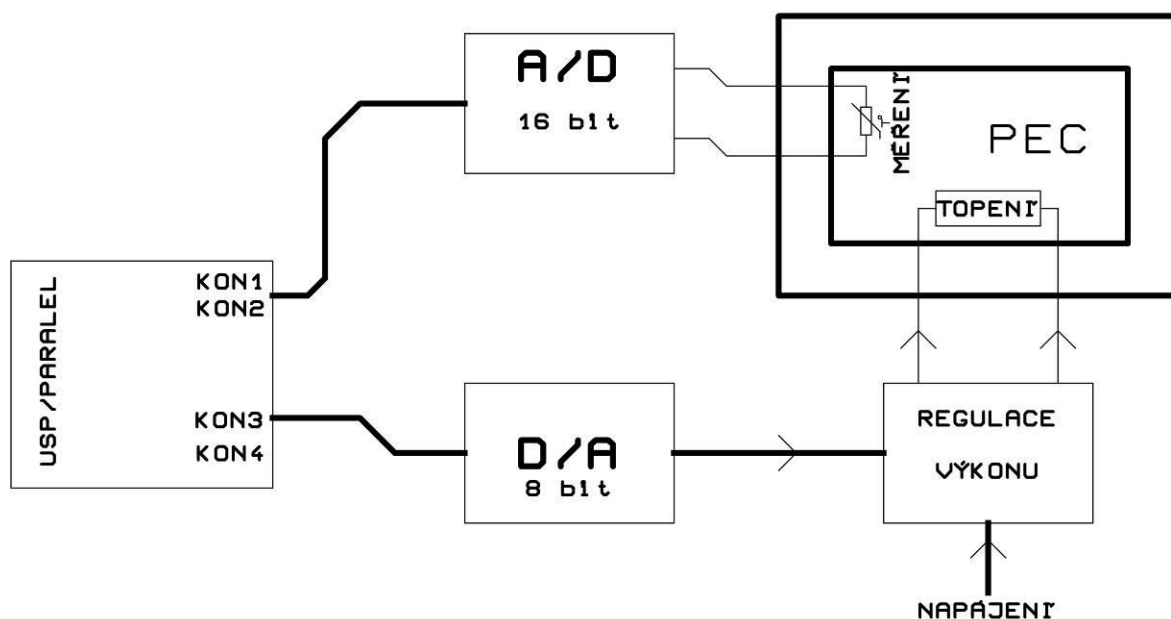 A/D
16 bit
MĚŘENÍ
PEC
TOPENÍ
USP/PARALEL
KON1
KON2
KON3
KON4
D/A
8 bit
REGULACE
VÝKONU
NAPÁJENÍ